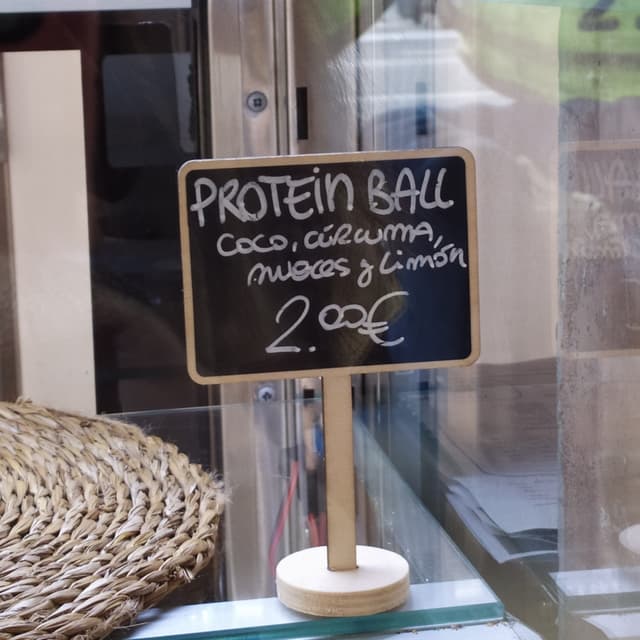 PROTEIN BALL
COCO, CÚRCUMA,
NUECES y LIMÓN
2.00€